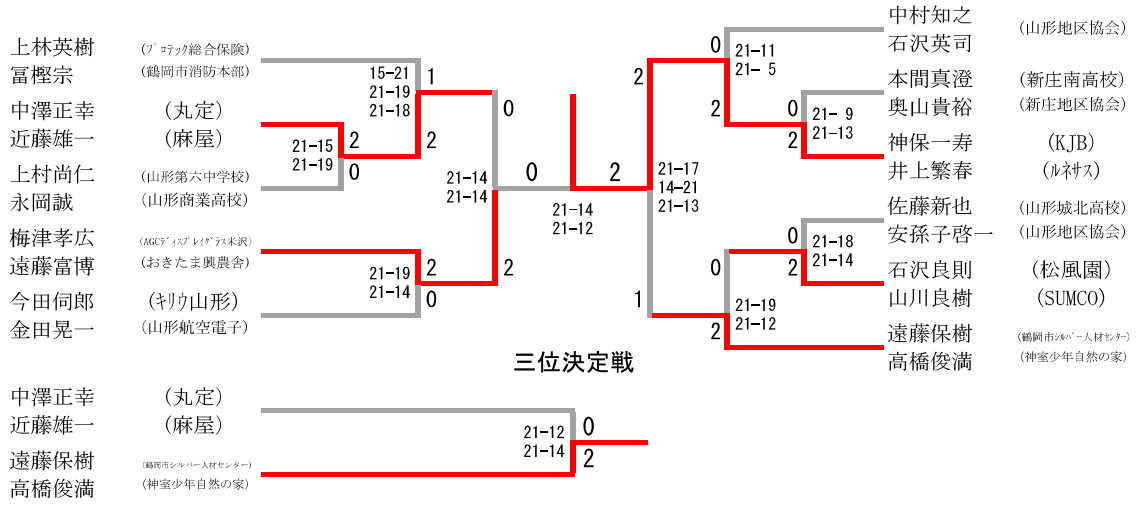 上林英樹 (ﾌﾟﾛﾃｯｸ総合保険)
冨樫宗 (鶴岡市消防本部)
中澤正幸 (丸定)
近藤雄一 (麻屋)
上村尚仁 (山形第六中学校)
永岡誠 (山形商業高校)
梅津孝広 (AGCﾃﾞｨｽﾌﾟﾚｲｸﾞﾗｽ米沢)
遠藤富博 (おきたま興農舎)
今田伺郎 (ｷﾘｳ山形)
金田晃一 (山形航空電子)
15-21
21-19
21-18
1
2
21-15
21-19
2
0
21-19
21-14
2
0
21-14
21-14
0
2
0
2
21-14
21-12
2
1
21-17
14-21
21-13
0
2
21-11
21- 5
0
2
21- 9
21-13
0
2
21-18
21-14
0
2
21-19
21-12
中村知之 (山形地区協会)
石沢英司
本間真澄 (新庄南高校)
奥山貴裕 (新庄地区協会)
神保一寿 (KJB)
井上繁春 (ﾙﾈｻｽ)
佐藤新也 (山形城北高校)
安孫子啓一 (山形地区協会)
石沢良則 (松風園)
山川良樹 (SUMCO)
遠藤保樹 (鶴岡市ｼﾙﾊﾞｰ人材ｾﾝﾀｰ)
高橋俊満 (神室少年自然の家)
三位決定戦
中澤正幸 (丸定)
近藤雄一 (麻屋)
遠藤保樹 (鶴岡市シルバー人材センター)
高橋俊満 (神室少年自然の家)
21-12
21-14
0
2